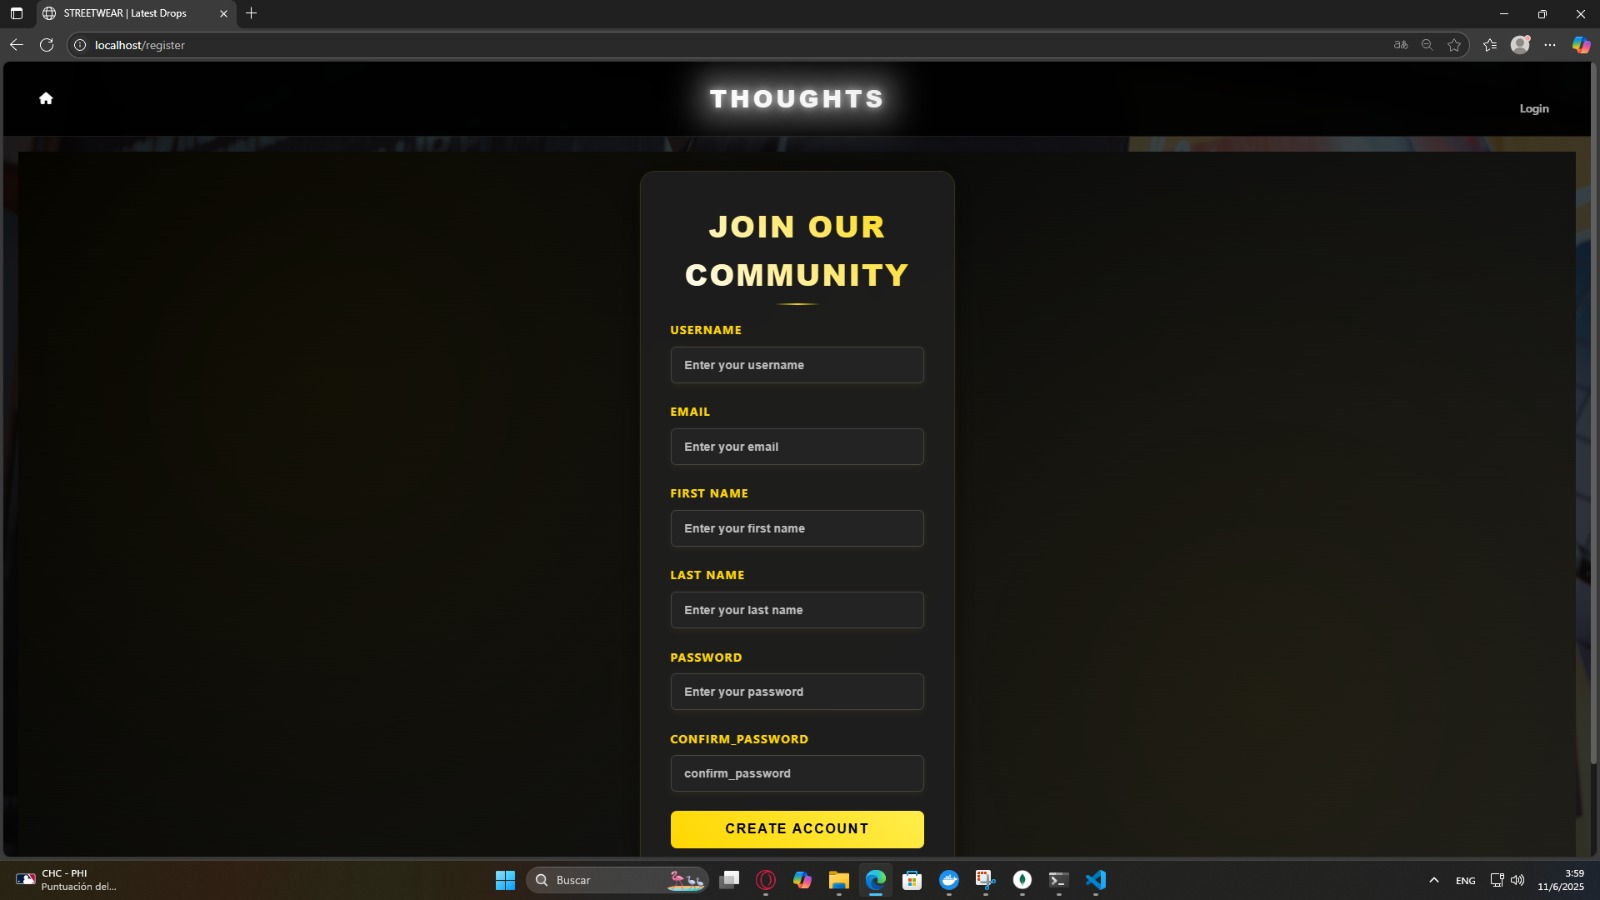 STREETWEAR | Latest Drops
localhost/register
THOUGHTS
Login
JOIN OUR
COMMUNITY
USERNAME
Enter your username
EMAIL
Enter your email
FIRST NAME
Enter your first name
LAST NAME
Enter your last name
PASSWORD
Enter your password
CONFIRM_PASSWORD
confirm_password
CREATE ACCOUNT
CHC - PHI
Puntuación del...
Buscar
ENG
3:59
11/6/2025